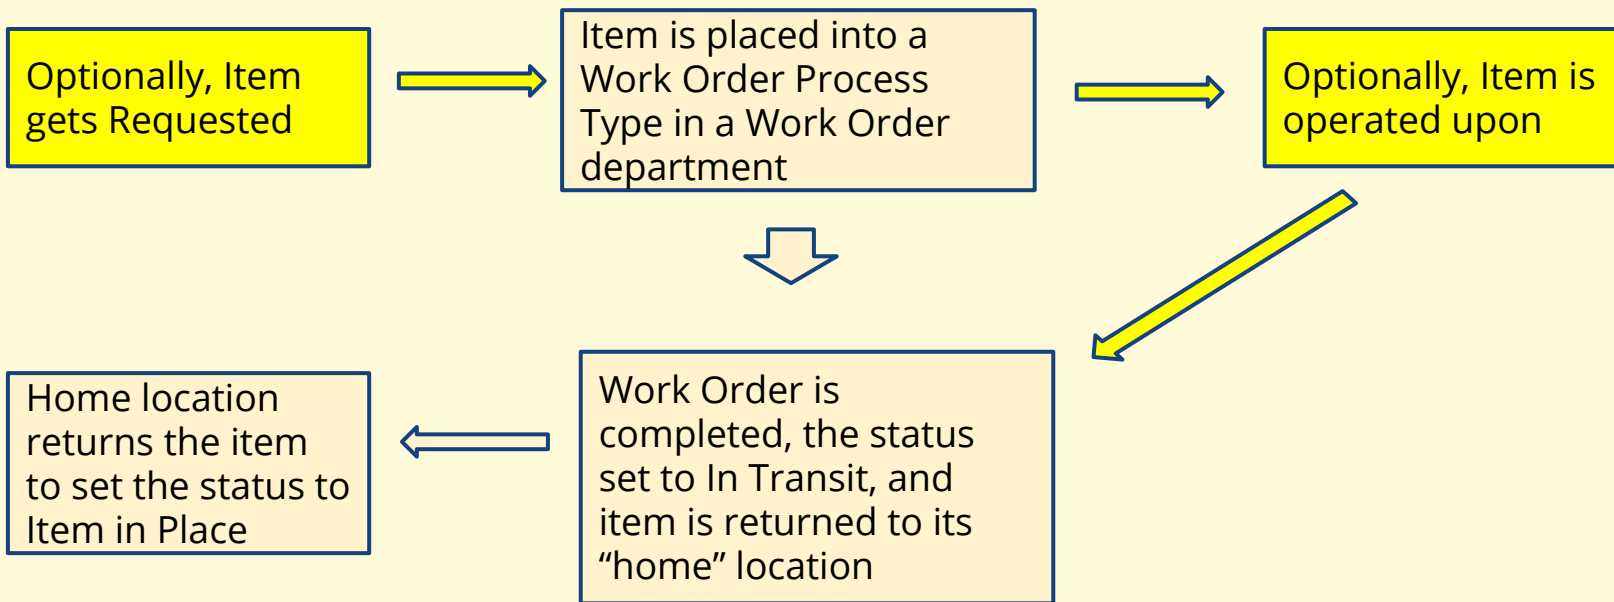 Optionally, Item
gets Requested
Item is placed into a
Work Order Process
Type in a Work Order
department
Optionally, Item is
operated upon
Work Order is
completed, the status
set to In Transit, and
item is returned to its
“home” location
Home location
returns the item
to set the status to
Item in Place